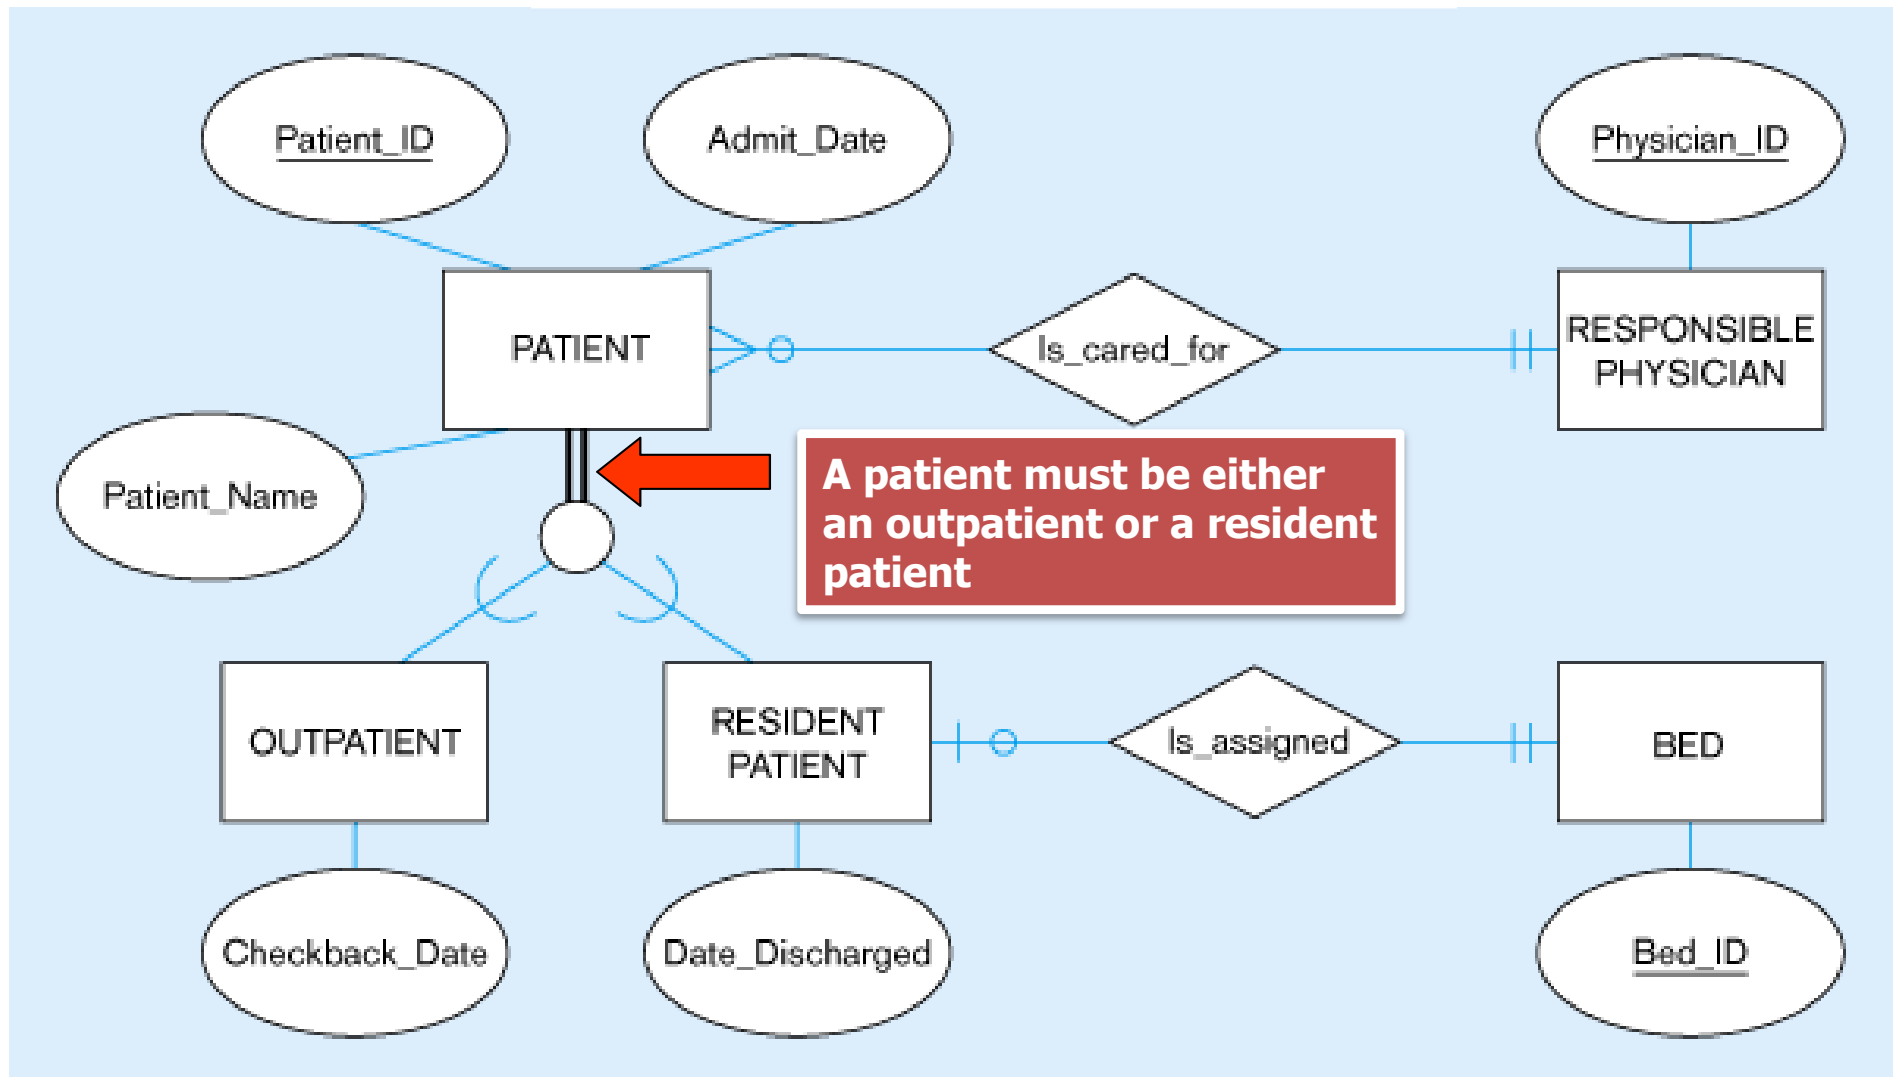 Patient_ID
Admit_Date
Physician_ID
PATIENT
Is_cared_for
RESPONSIBLE
PHYSICIAN
Patient_Name
A patient must be either
an outpatient or a resident
patient
OUTPATIENT
RESIDENT
PATIENT
Is_assigned
BED
Checkback_Date
Date_Discharged
Bed_ID